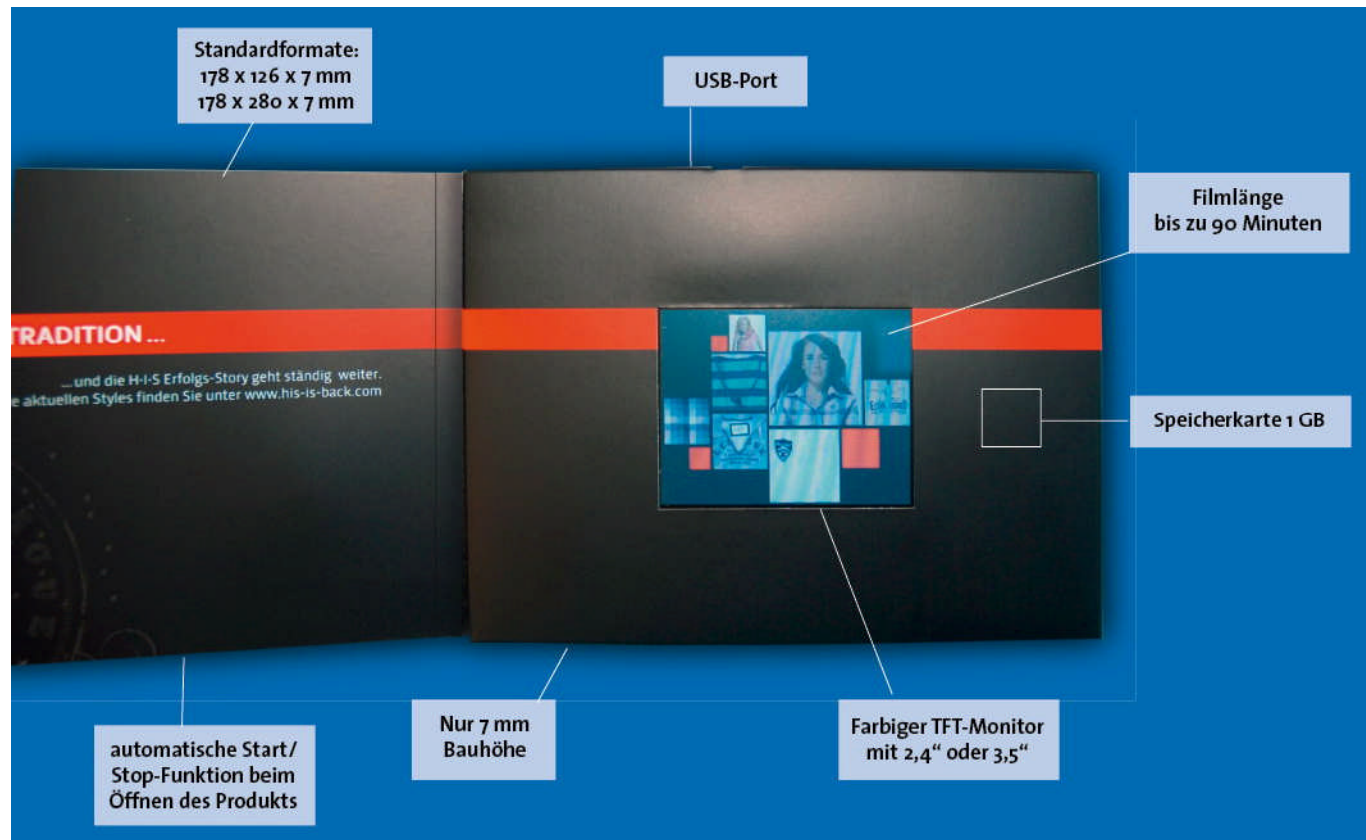 Standardformate:
178 x 126 x 7 mm
178 x 280 x 7 mm
USB-Port
Filmlänge
bis zu 90 Minuten
TRADITION ...
... und die H-I-S Erfolgs-Story geht ständig weiter.
aktuellen Styles finden Sie unter www.his-is-back.com
Speicherkarte 1 GB
Nur 7 mm
Bauhöhe
Farbiger TFT-Monitor
mit 2,4“ oder 3,5“
automatische Start/
Stop-Funktion beim
Öffnen des Produkts